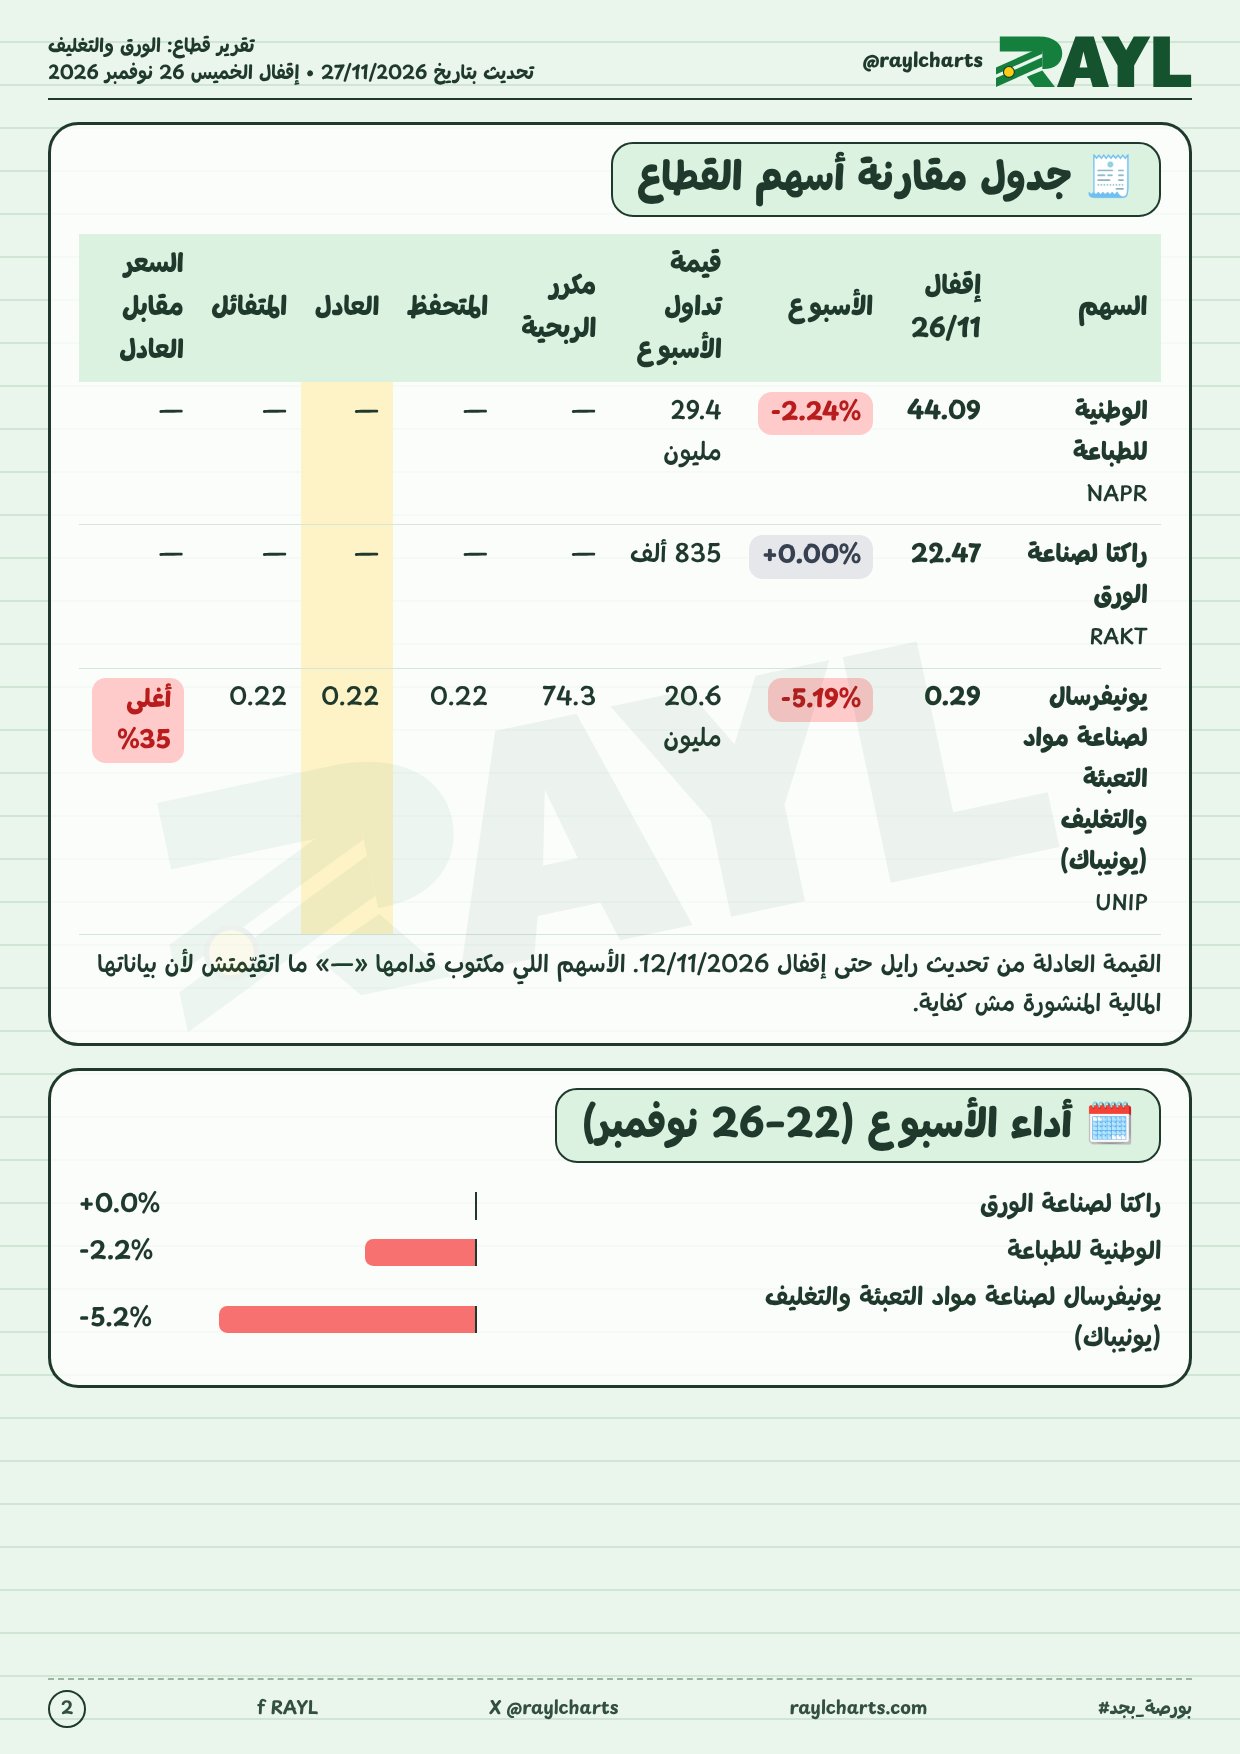 RAYL @raylcharts
تقرير قطاع: الورق والتغليف
تحديث بتاريخ 27/11/2026 • إقفال الخميس 26 نوفمبر 2026
جدول مقارنة أسهم القطاع
السهم
إقفال
26/11
الأسبوع
قيمة
تداول
الأسبوع
مكرر
الربحية
المتحفظ
العادل
المتفائل
السعر
مقابل
العادل
الوطنية
للطباعة
NAPR
44.09
-2.24%
29.4
مليون
—
—
—
—
—
راكتا لصناعة
الورق
RAKT
22.47
+0.00%
835 ألف
—
—
—
—
—
يونيفرسال
لصناعة مواد
التعبئة
والتغليف
(يونيباك)
UNIP
0.29
-5.19%
20.6
مليون
74.3
0.22
0.22
0.22
أغلى
35%
القيمة العادلة من تحديث رايل حتى إقفال 12/11/2026. الأسهم اللي مكتوب قدامها «—» ما اتقيّمتش لأن بياناتها
المالية المنشورة مش كفاية.
RAYL
أداء الأسبوع (22–26 نوفمبر)
راكتا لصناعة الورق +0.0%
الوطنية للطباعة -2.2%
يونيفرسال لصناعة مواد التعبئة والتغليف
(يونيباك) -5.2%
#بورصة_بجد
raylcharts.com
X @raylcharts
f RAYL
2